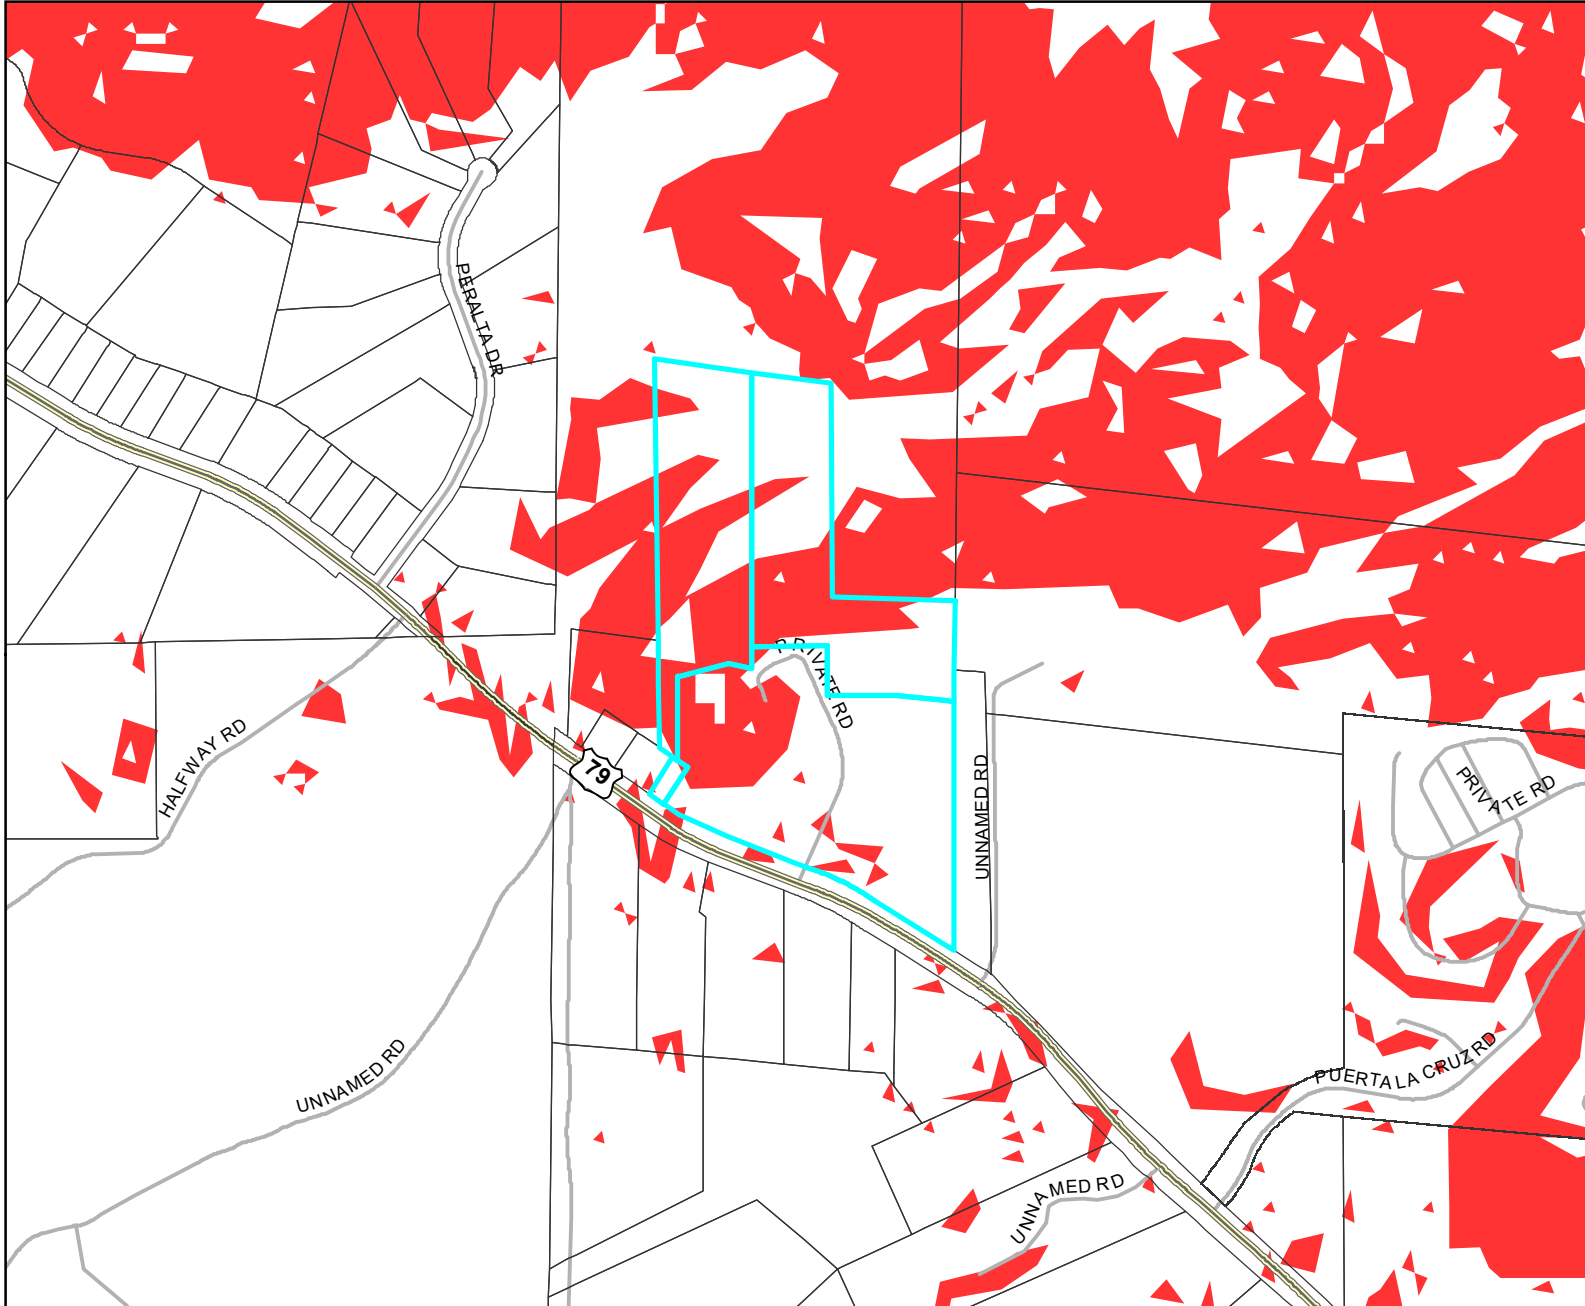 PERALTA DR
PRIVATE RD
HALFWAY RD
79
UNNAMED RD
PRIVATE RD
UNNAMED RD
PUERTA LA CRUZ RD
UNNAMED RD